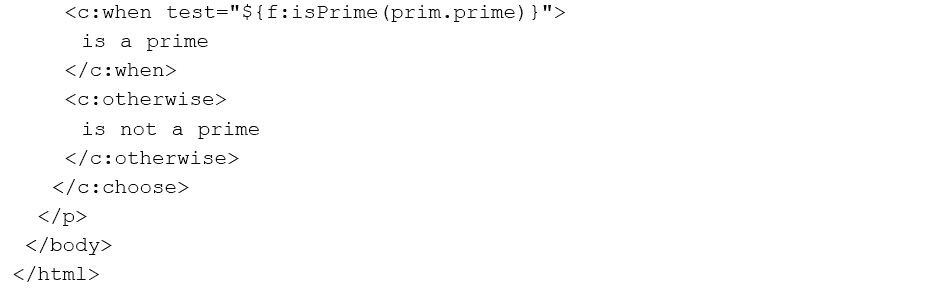 <c:when test="${f:isPrime(prim.prime)}">
is a prime
</c:when>
<c:otherwise>
is not a prime
</c:otherwise>
</c:choose>
</p>
</body>
</html>